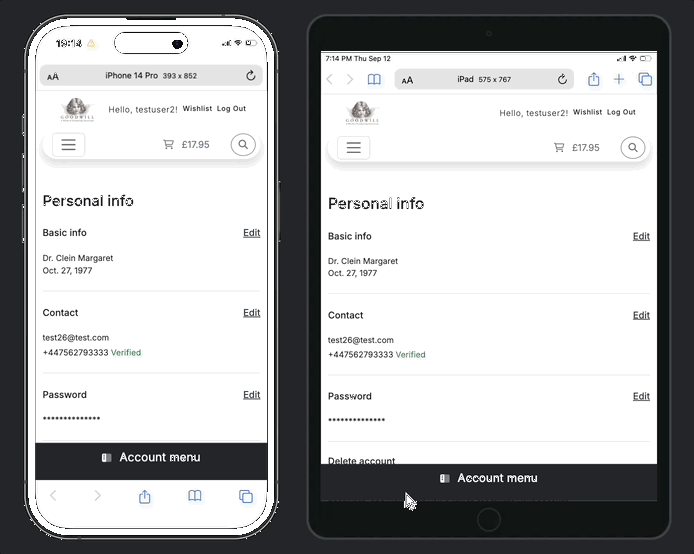 19:14
AA iPhone 14 Pro 393 x 852
GOODWILL
Hello, testuser2! Wishlist Log Out
£17.95
Personal info
Basic info Edit
Dr. Clein Margaret
Oct. 27, 1977
Contact Edit
test26@test.com
+447562793333 Verified
Password Edit
**************
Account menu
7:14 PM Thu Sep 12
AA iPad 575 x 767
GOODWILL
Hello, testuser2! Wishlist Log Out
£17.95
Personal info
Basic info Edit
Dr. Clein Margaret
Oct. 27, 1977
Contact Edit
test26@test.com
+447562793333 Verified
Password Edit
**************
Delete account
Account menu